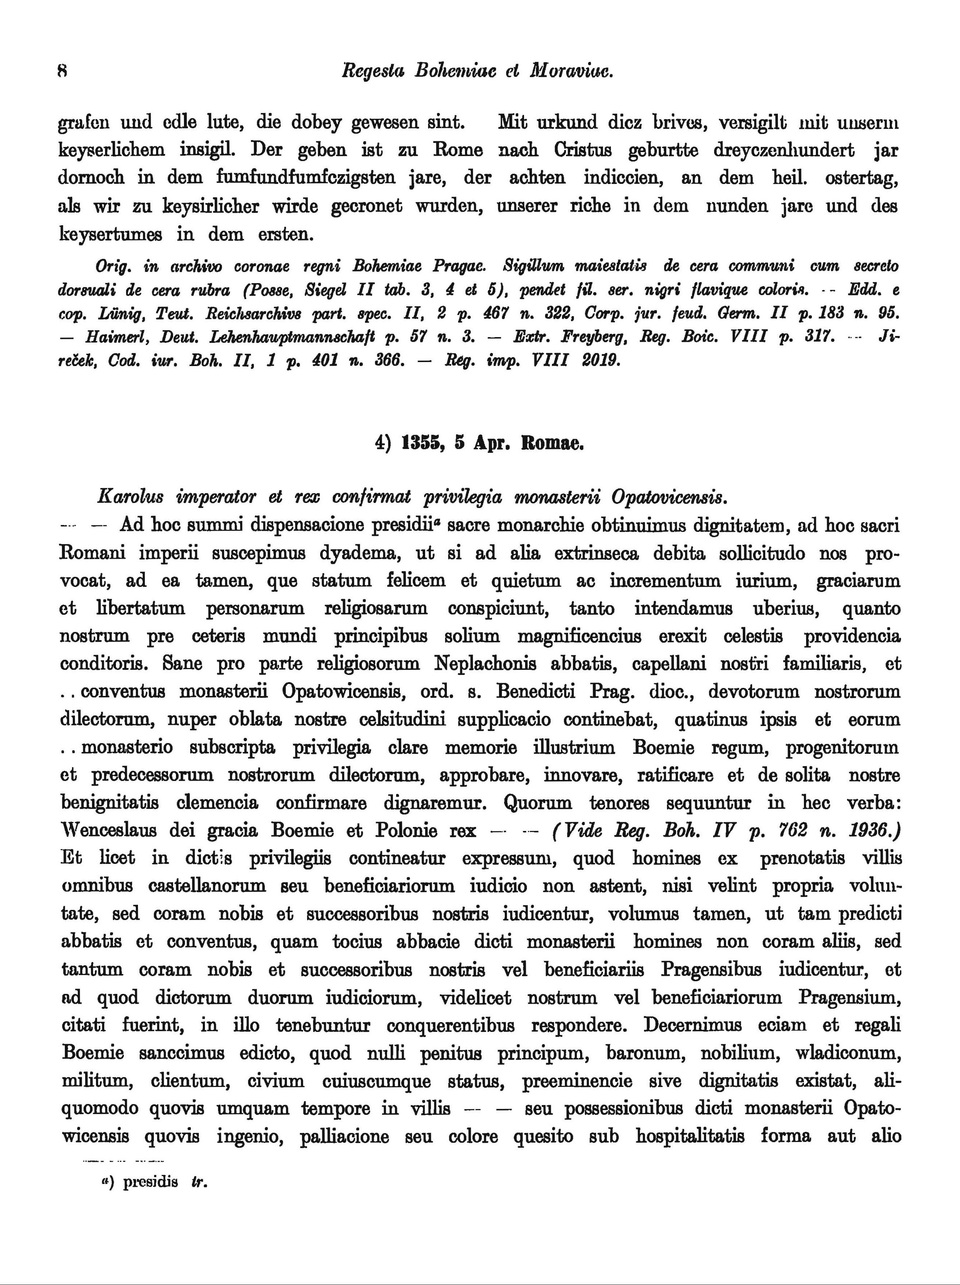 8 Regesta Bohemiae et Moraviae.
grafen und edle lute, die dobey gewesen sint. Mit urkund dicz brives, versigilt mit unserm
keyserlichem insigil. Der geben ist zu Rome nach Cristus geburtte dreyczenhundert jar
dornoch in dem fumfundfumfczigsten jare, der achten indiccien, an dem heil. ostertag,
als wir zu keysirlicher wirde gecronet wurden, unserer riche in dem nunden jare und des
keysertumes in dem ersten.
Orig. in archivo coronae regni Bohemiae Pragae. Sigillum maiestatis de cera communi cum secreto
dorsuali de cera rubra (Posse, Siegel II tab. 3, 4 et 5), pendet fil. ser. nigri flavique coloris. — Edd. e
cop. Lünig, Teut. Reichsarchivs part. spec. II, 2 p. 467 n. 322, Corp. jur. feud. Germ. II p. 183 n. 95.
— Haimerl, Deut. Lehenhauptmannschaft p. 57 n. 3. — Extr. Freyberg, Reg. Boic. VIII p. 317. — Ji-
reček, Cod. iur. Boh. II, 1 p. 401 n. 366. — Reg. imp. VIII 2019.
4) 1355, 5 Apr. Romae.
Karolus imperator et rex confirmat privilegia monasterii Opatovicensis.
— — Ad hoc summi dispensacione presidiiᵃ sacre monarchie obtinuimus dignitatem, ad hoc sacri
Romani imperii suscepimus dyadema, ut si ad alia extrinseca debita sollicitudo nos pro-
vocat, ad ea tamen, que statum felicem et quietum ac incrementum iurium, graciarum
et libertatum personarum religiosarum conspiciunt, tanto intendamus uberius, quanto
nostrum pre ceteris mundi principibus solium magnificencius erexit celestis providencia
conditoris. Sane pro parte religiosorum Neplachonis abbatis, capellani nostri familiaris, et
. . conventus monasterii Opatowicensis, ord. s. Benedicti Prag. dioc., devotorum nostrorum
dilectorum, nuper oblata nostre celsitudini supplicacio continebat, quatinus ipsis et eorum
. . monasterio subscripta privilegia clare memorie illustrium Boemie regum, progenitorum
et predecessorum nostrorum dilectorum, approbare, innovare, ratificare et de solita nostre
benignitatis clemencia confirmare dignaremur. Quorum tenores sequuntur in hec verba:
Wenceslaus dei gracia Boemie et Polonie rex — — (Vide Reg. Boh. IV p. 762 n. 1936.)
Et licet in dictis privilegiis contineatur expressum, quod homines ex prenotatis villis
omnibus castellanorum seu beneficiariorum iudicio non astent, nisi velint propria volun-
tate, sed coram nobis et successoribus nostris iudicentur, volumus tamen, ut tam predicti
abbatis et conventus, quam tocius abbacie dicti monasterii homines non coram aliis, sed
tantum coram nobis et successoribus nostris vel beneficiariis Pragensibus iudicentur, et
ad quod dictorum duorum iudiciorum, videlicet nostrum vel beneficiariorum Pragensium,
citati fuerint, in illo tenebuntur conquerentibus respondere. Decernimus eciam et regali
Boemie sanccimus edicto, quod nulli penitus principum, baronum, nobilium, wladiconum,
militum, clientum, civium cuiuscumque status, preeminencie sive dignitatis existat, ali-
quomodo quovis umquam tempore in villis — — seu possessionibus dicti monasterii Opato-
wicensis quovis ingenio, palliacione seu colore quesito sub hospitalitatis forma aut alio
ᵃ) presidis tr.